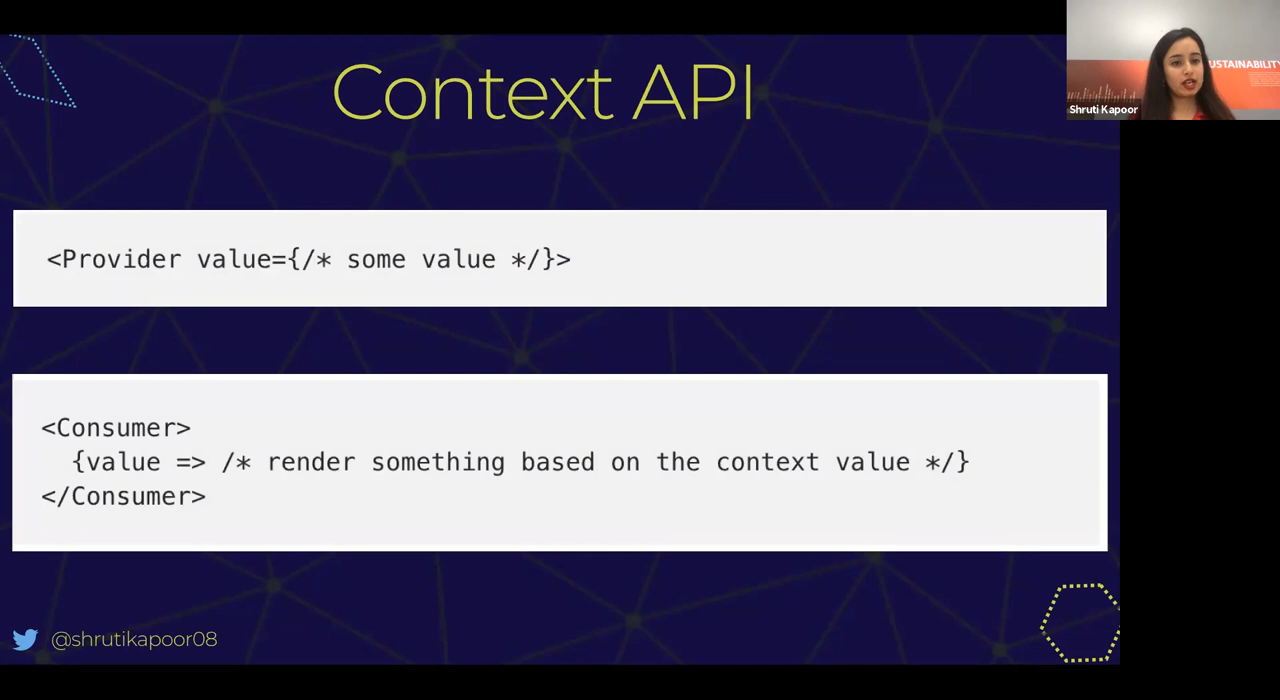 Context API
USTAINABILITY
Shruti Kapoor
<Provider value={/* some value */}>
<Consumer>
  {value => /* render something based on the context value */}
</Consumer>
@shrutikapoor08